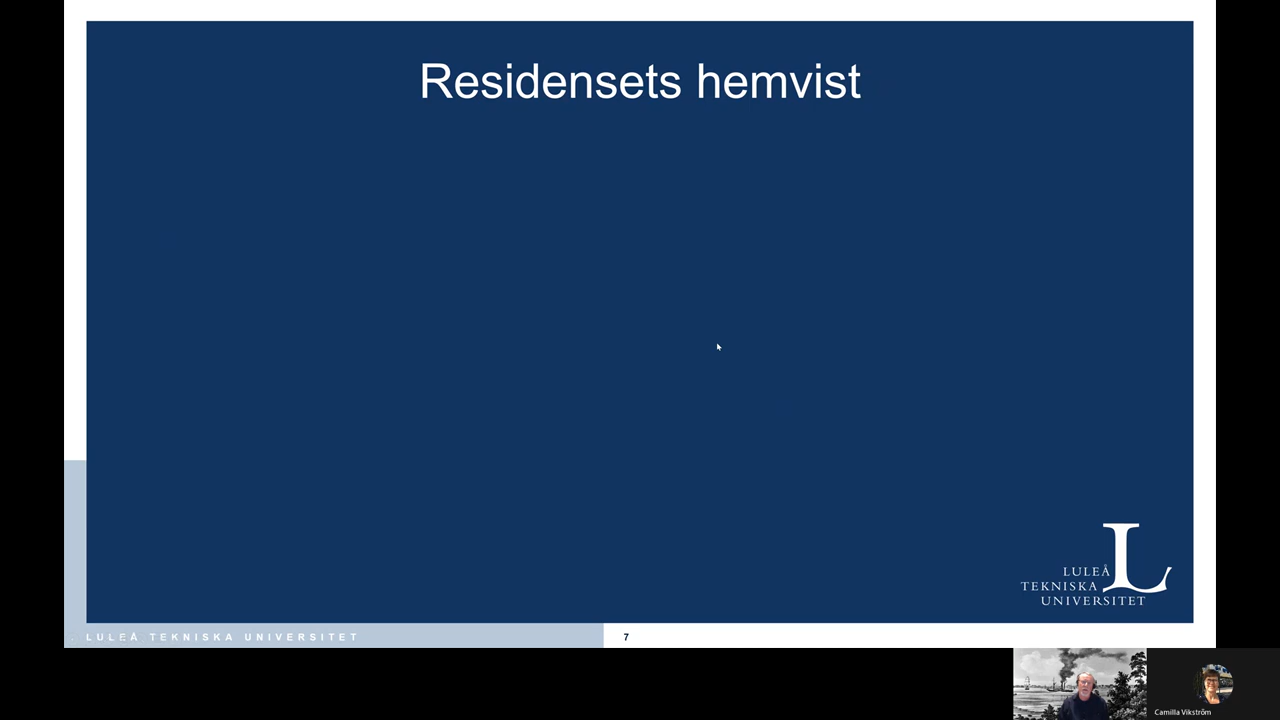 Residensets hemvist
LULEÅ
TEKNISKA
UNIVERSITET
LULEÅ TEKNISKA UNIVERSITET
7
Camilla Vikström